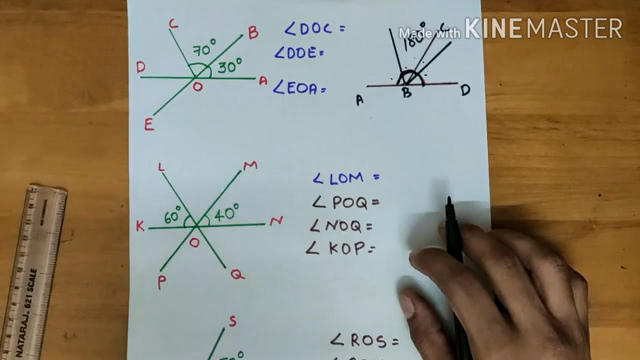 Made with KINEMASTER
C
B
70°
30°
D
O
A
E
∠DOC =
∠DOE =
∠EOA =
180°
C
A
B
D
L
M
60°
40°
K
O
N
P
Q
∠LOM =
∠POQ =
∠NOQ =
∠KOP =
S
∠ROS =
NATARAJ. 621 SCALE